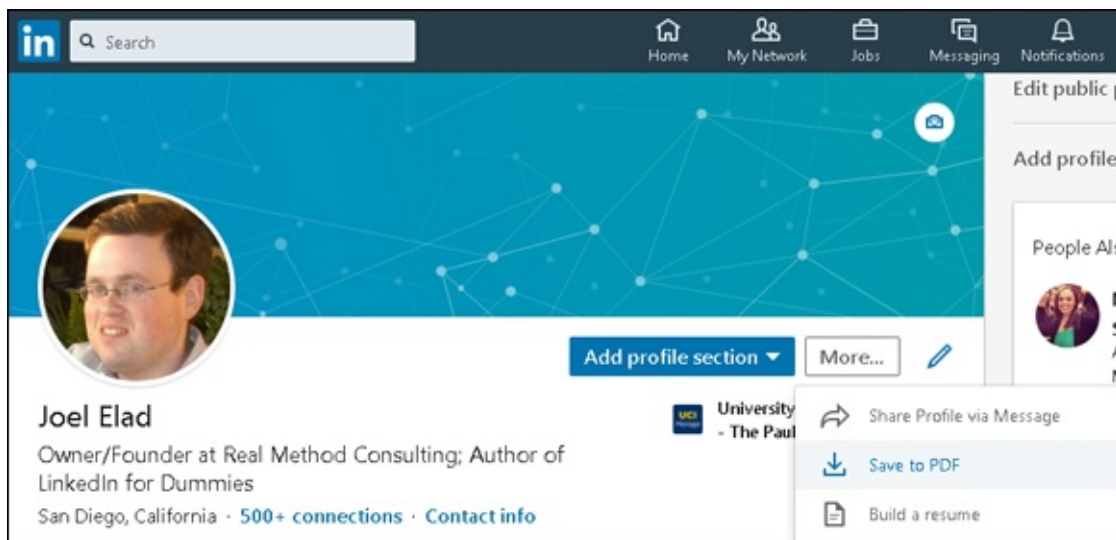 in
Search
Home
My Network
Jobs
Messaging
Notifications
Edit public
Add profile
People Als
Add profile section
More...
Joel Elad
UCI
University
- The Paul
Owner/Founder at Real Method Consulting; Author of
LinkedIn for Dummies
San Diego, California · 500+ connections · Contact info
Share Profile via Message
Save to PDF
Build a resume